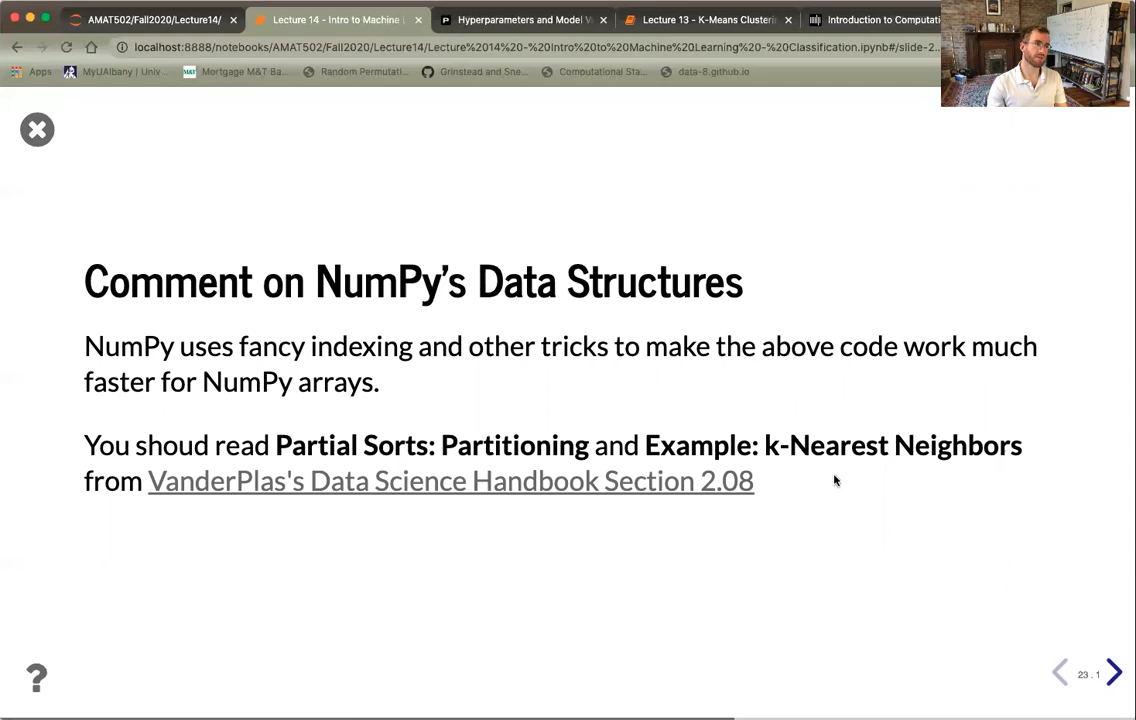 AMAT502/Fall2020/Lecture14/
Lecture 14 - Intro to Machine L
Hyperparameters and Model V
Lecture 13 - K-Means Clusterin
Introduction to Computati
localhost:8888/notebooks/AMAT502/Fall2020/Lecture14/Lecture%2014%20-%20Intro%20to%20Machine%20Learning%20-%20Classification.ipynb#/slide-2...
Apps
MyUAlbany | Univ...
M&T
Mortgage M&T Ba...
Random Permutati...
Grinstead and Sne...
Computational Sta...
data-8.github.io
Comment on NumPy's Data Structures
NumPy uses fancy indexing and other tricks to make the above code work much
faster for NumPy arrays.
You shoud read Partial Sorts: Partitioning and Example: k-Nearest Neighbors
from VanderPlas's Data Science Handbook Section 2.08
?
23 . 1